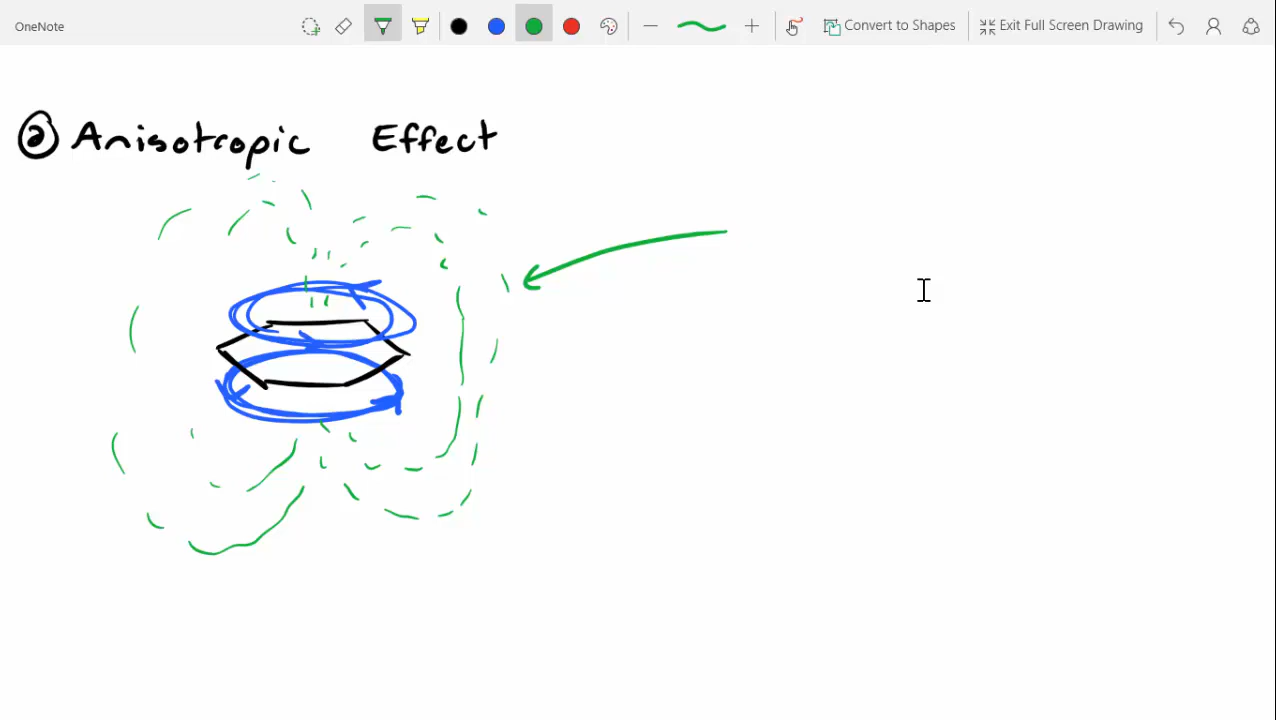 OneNote
Convert to Shapes
Exit Full Screen Drawing
② Anisotropic Effect